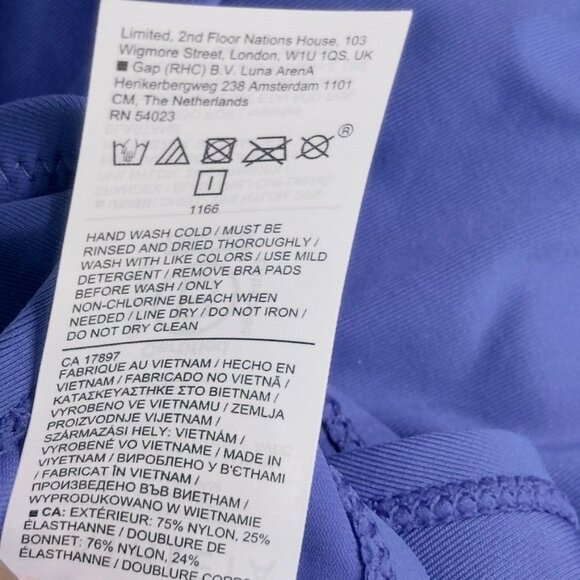 Limited, 2nd Floor Nations House, 103
Wigmore Street, London, W1U 1QS, UK
■ Gap (RHC) B.V. Luna ArenA
Herikerbergweg 238 Amsterdam 1101
CM, The Netherlands
RN 54023
®
1166
HAND WASH COLD / MUST BE
RINSED AND DRIED THOROUGHLY /
WASH WITH LIKE COLORS / USE MILD
DETERGENT / REMOVE BRA PADS
BEFORE WASH / ONLY
NON-CHLORINE BLEACH WHEN
NEEDED / LINE DRY / DO NOT IRON /
DO NOT DRY CLEAN
CA 17897
FABRIQUE AU VIETNAM / HECHO EN
VIETNAM / FABRICADO NO VIETNÃ /
ΚΑΤΑΣΚΕΥΑΣΤΗΚΕ ΣΤΟ ΒΙΕΤΝΑΜ /
VYROBENO VE VIETNAMU / ZEMLJA
PROIZVODNJE VIJETNAM /
SZÁRMAZÁSI HELY: VIETNÁM /
VYROBENÉ VO VIETNAME / MADE IN
VIYETNAM / ВИРОБЛЕНО У В'ЄТНАМІ
/ FABRICAT ÎN VIETNAM /
ПРОИЗВЕДЕНО ВЪВ ВИЕТНАМ /
WYPRODUKOWANO W WIETNAMIE
■ CA: EXTÉRIEUR: 75% NYLON, 25%
ÉLASTHANNE / DOUBLURE DE
BONNET: 76% NYLON, 24%
ÉLASTHANNE / DOUBLURE CORPS